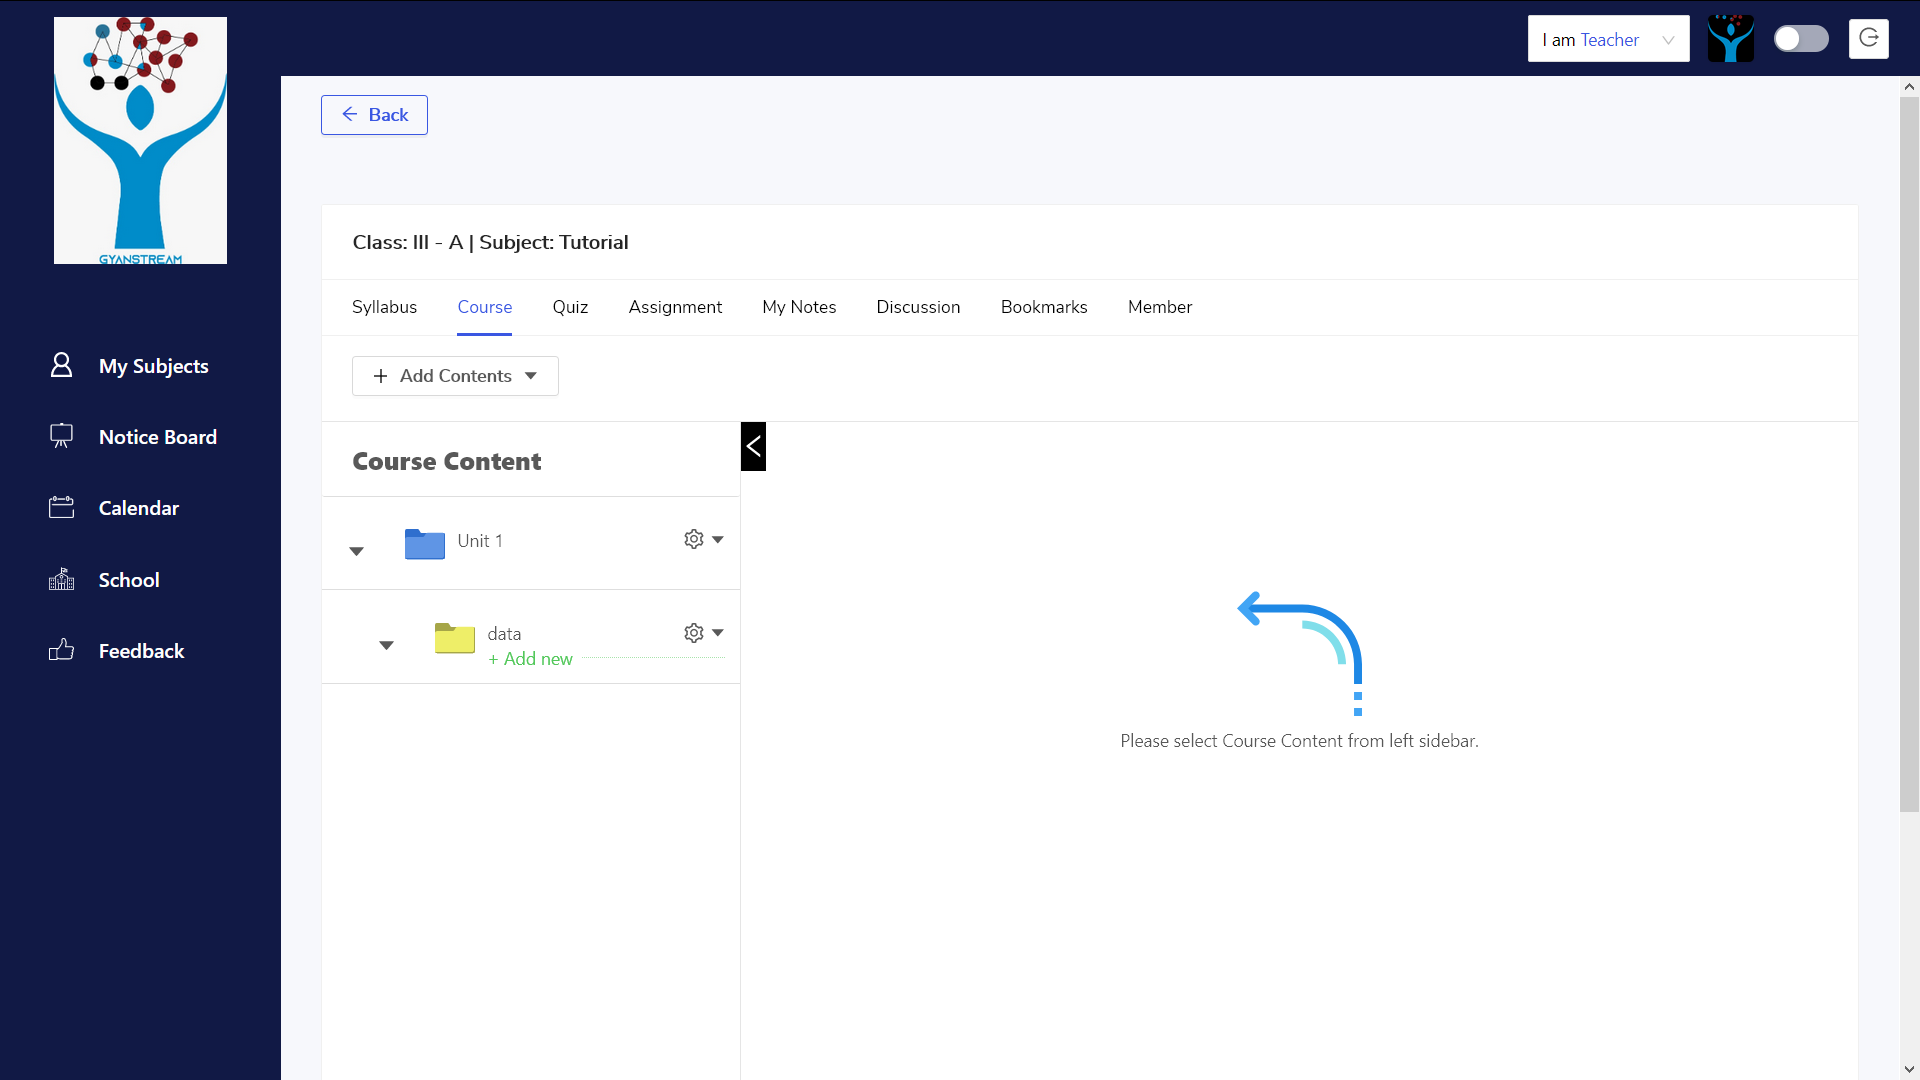 GYANSTREAM
I am Teacher
Back
Class: III - A | Subject: Tutorial
Syllabus Course Quiz Assignment My Notes Discussion Bookmarks Member
+ Add Contents
Course Content
Unit 1
data
+ Add new
Please select Course Content from left sidebar.
My Subjects
Notice Board
Calendar
School
Feedback